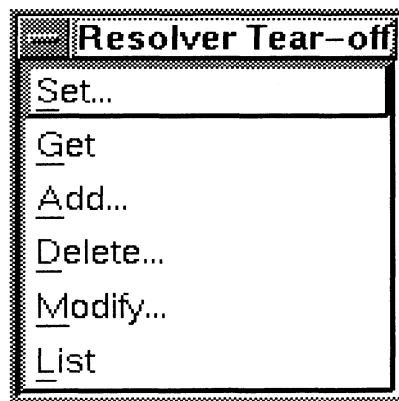 Resolver Tear-off
Set...
Get
Add...
Delete...
Modify...
List